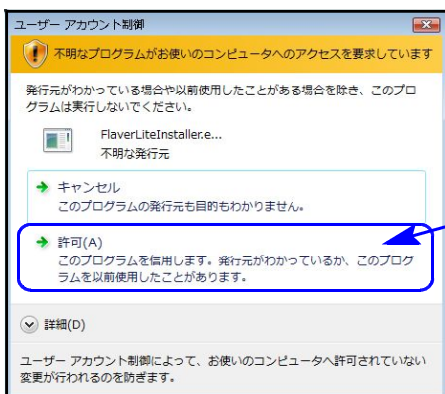 ユーザー アカウント制御
不明なプログラムがお使いのコンピュータへのアクセスを要求しています
発行元がわかっている場合や以前使用したことがある場合を除き、このプロ
グラムは実行しないでください。
FlaverLiteInstaller.e...
不明な発行元
キャンセル
このプログラムの発行元も目的もわかりません。
許可(A)
このプログラムを信用します。発行元がわかっているか、このプログ
ラムを以前使用したことがあります。
詳細(D)
ユーザー アカウント制御によって、お使いのコンピュータへ許可されていない
変更が行われるのを防ぎます。